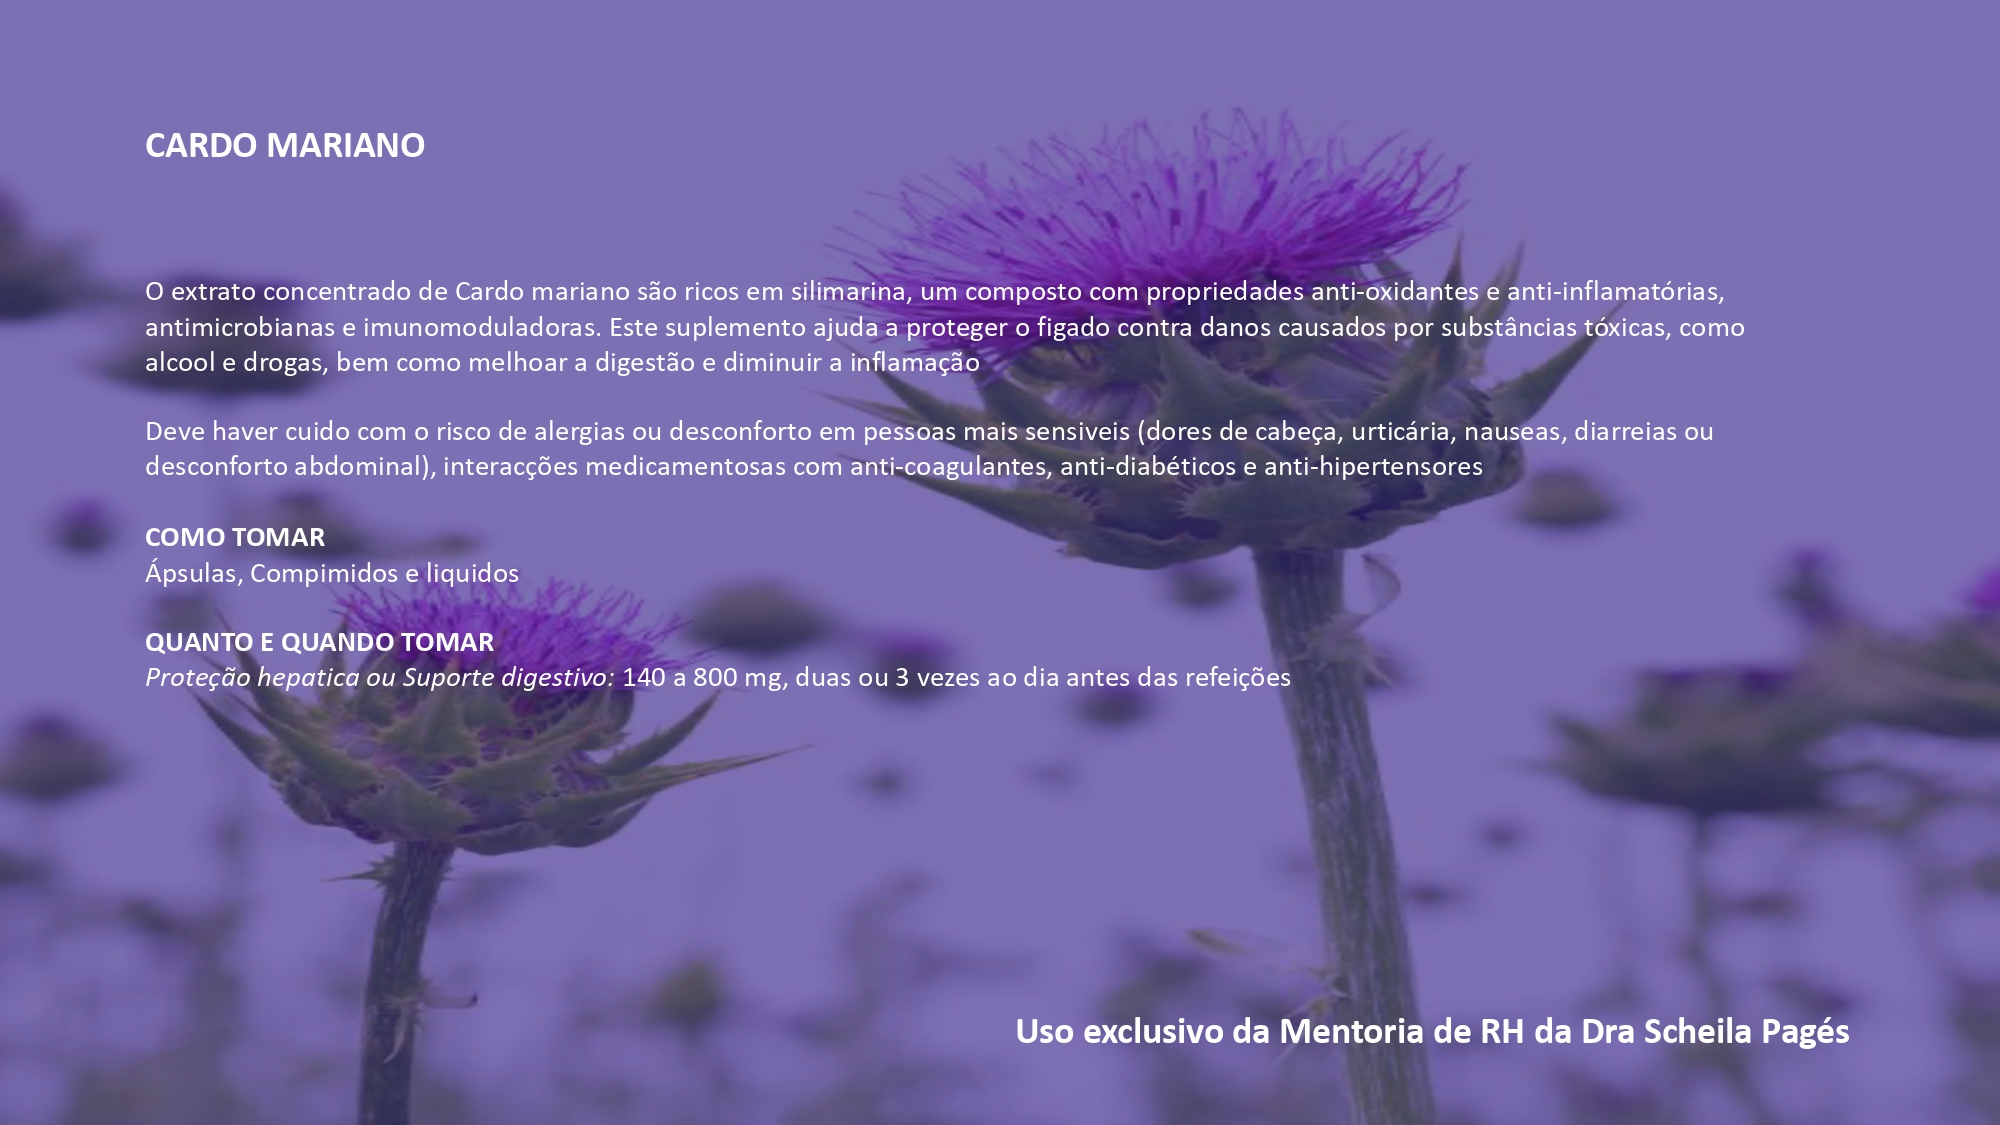 CARDO MARIANO
O extrato concentrado de Cardo mariano são ricos em silimarina, um composto com propriedades anti-oxidantes e anti-inflamatórias,
antimicrobianas e imunomoduladoras. Este suplemento ajuda a proteger o figado contra danos causados por substâncias tóxicas, como
alcool e drogas, bem como melhoar a digestão e diminuir a inflamação
Deve haver cuido com o risco de alergias ou desconforto em pessoas mais sensiveis (dores de cabeça, urticária, nauseas, diarreias ou
desconforto abdominal), interacções medicamentosas com anti-coagulantes, anti-diabéticos e anti-hipertensores
COMO TOMAR
Ápsulas, Compimidos e liquidos
QUANTO E QUANDO TOMAR
Proteção hepatica ou Suporte digestivo: 140 a 800 mg, duas ou 3 vezes ao dia antes das refeições
Uso exclusivo da Mentoria de RH da Dra Scheila Pagés